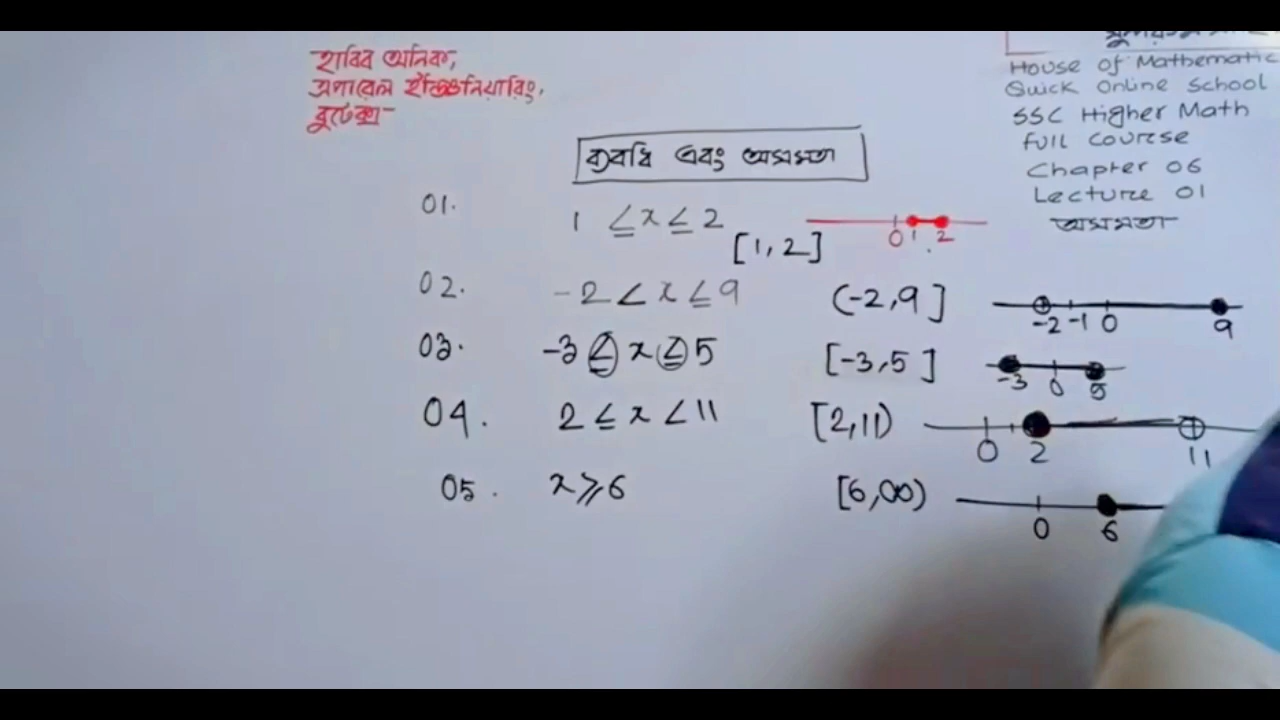 হাবিব অনিক,
এপারেল ইঞ্জিনিয়ারিং,
বুটেক্স
House of Mathematic
Quick Online School
SSC Higher Math
Full Course
Chapter 06
Lecture 01
অসমতা
ব্যবধি এবং অসমতা
01. 1 ≤ x ≤ 2 [1, 2] 0 1 2
02. -2 < x ≤ 9 (-2, 9] -2 -1 0 9
03. -3 ≤ x ≤ 5 [-3, 5] -3 0 5
04. 2 ≤ x < 11 [2, 11) 0 2 11
05. x ≥ 6 [6, ∞) 0 6